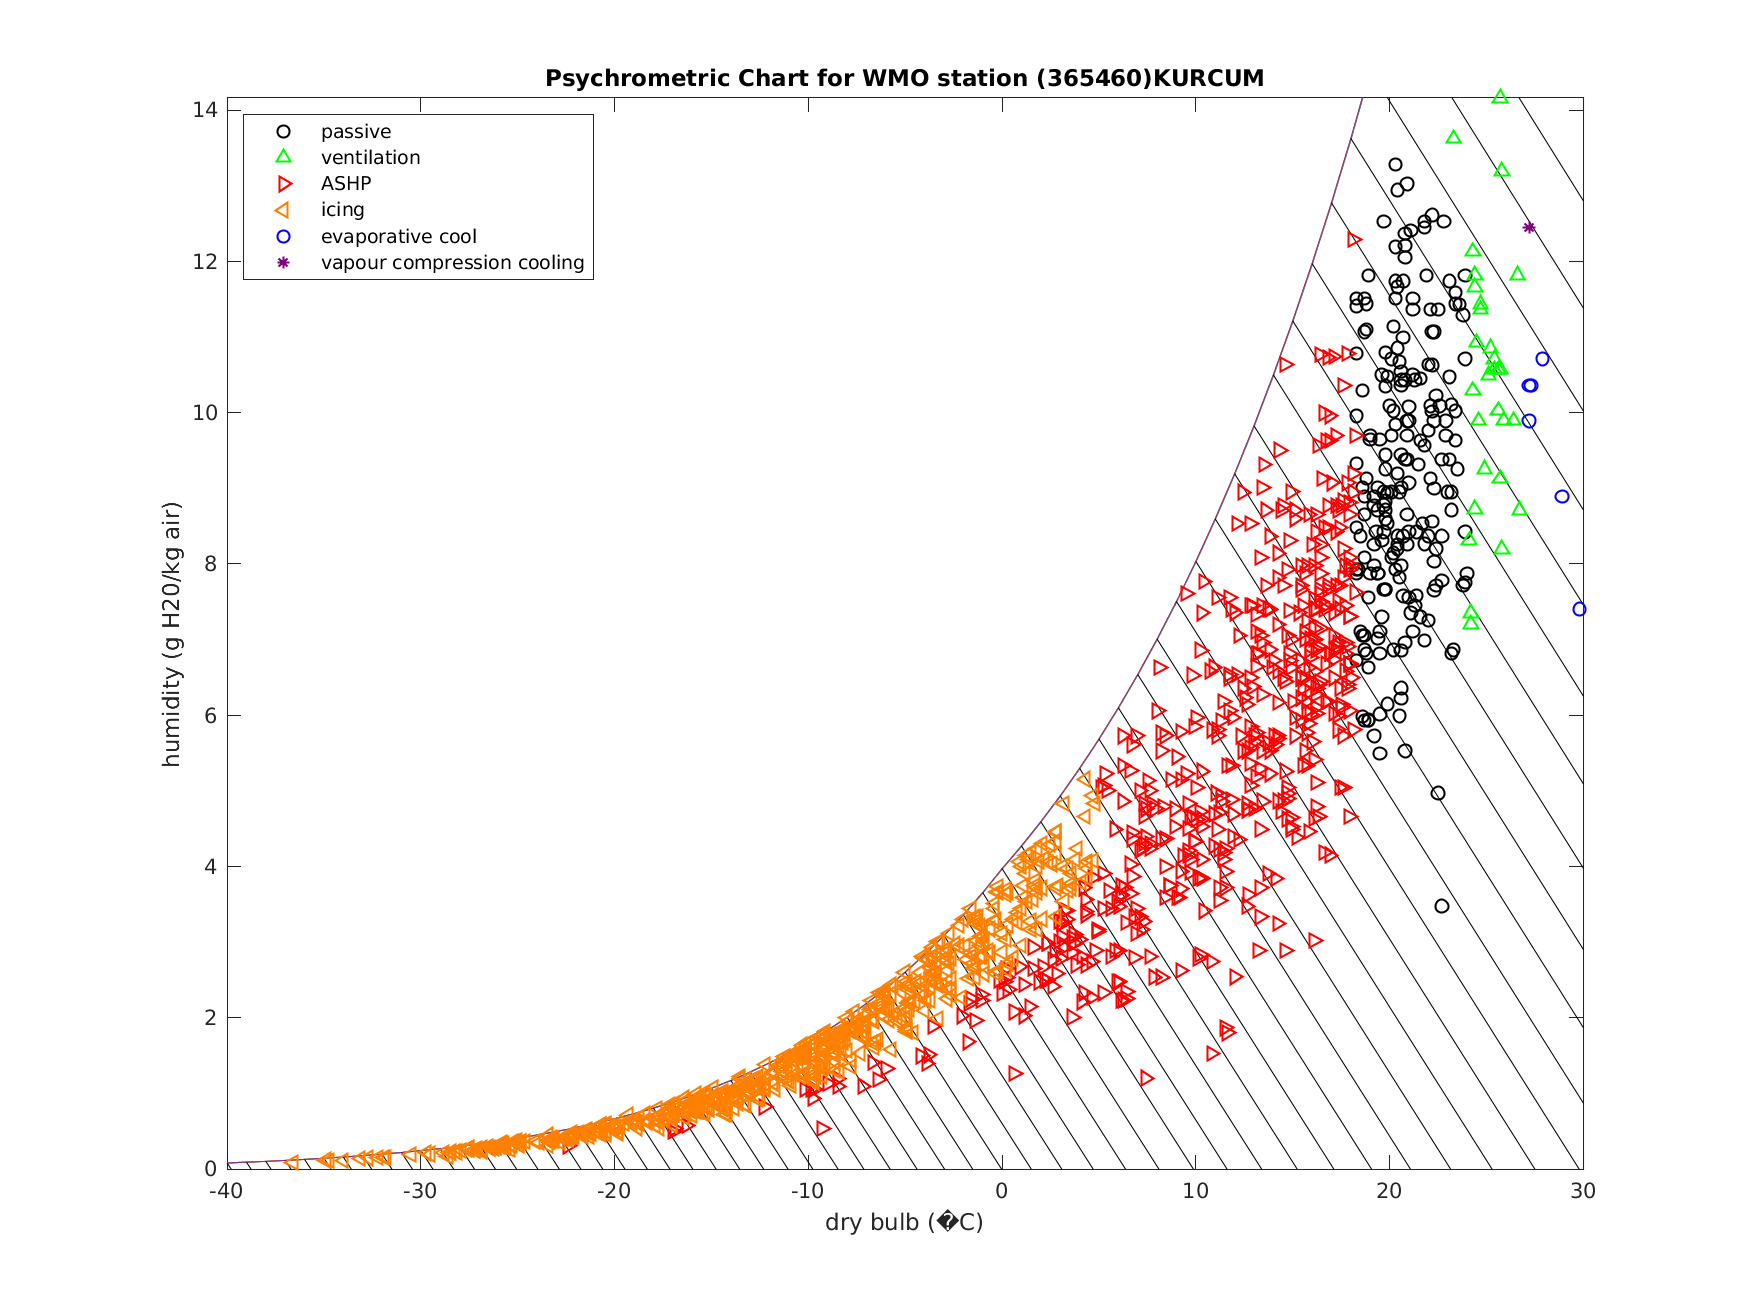 Psychrometric Chart for WMO station (365460)KURCUM
14
12
10
8
6
4
2
0
humidity (g H20/kg air)
passive
ventilation
ASHP
icing
evaporative cool
vapour compression cooling
-40 -30 -20 -10 0 10 20 30
dry bulb (�C)